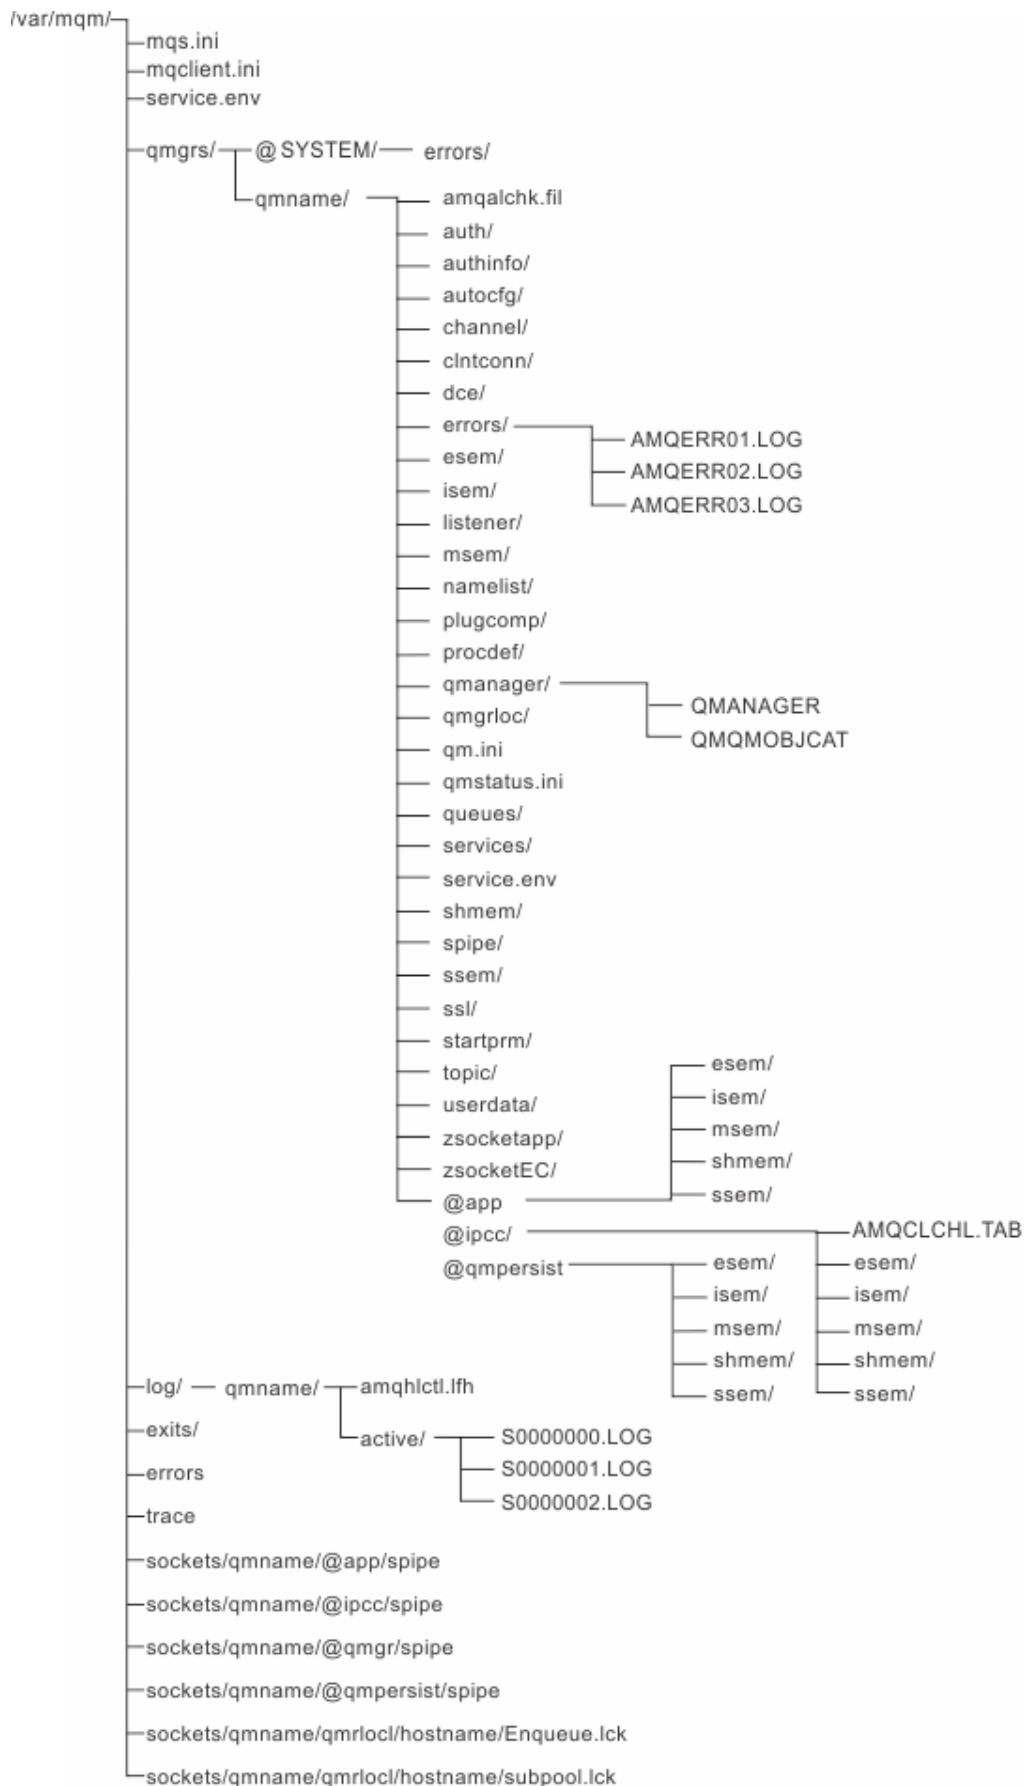 /var/mqm/
mqs.ini
mqclient.ini
service.env
qmgrs/ @SYSTEM/ errors/
qmname/ amqalchk.fil
auth/
authinfo/
autocfg/
channel/
clntconn/
dce/
errors/
AMQERR01.LOG
esem/
AMQERR02.LOG
isem/
AMQERR03.LOG
listener/
msem/
namelist/
plugcomp/
procdef/
qmanager/
QMANAGER
qmgrloc/
QMQMOBJCAT
qm.ini
qmstatus.ini
queues/
services/
service.env
shmem/
spipe/
ssem/
ssl/
startprm/
topic/ esem/
userdata/ isem/
zsocketapp/ msem/
zsocketEC/ shmem/
@app ssem/
@ipcc/ AMQCLCHL.TAB
@qmpersist esem/ esem/
isem/ isem/
msem/ msem/
shmem/ shmem/
log/ qmname/ amqhlctl.lfh ssem/ ssem/
exits/
active/ S0000000.LOG
errors S0000001.LOG
S0000002.LOG
trace
sockets/qmname/@app/spipe
sockets/qmname/@ipcc/spipe
sockets/qmname/@qmgr/spipe
sockets/qmname/@qmpersist/spipe
sockets/qmname/qmrlocl/hostname/Enqueue.lck
sockets/qmname/qmrlocl/hostname/subpool.lck